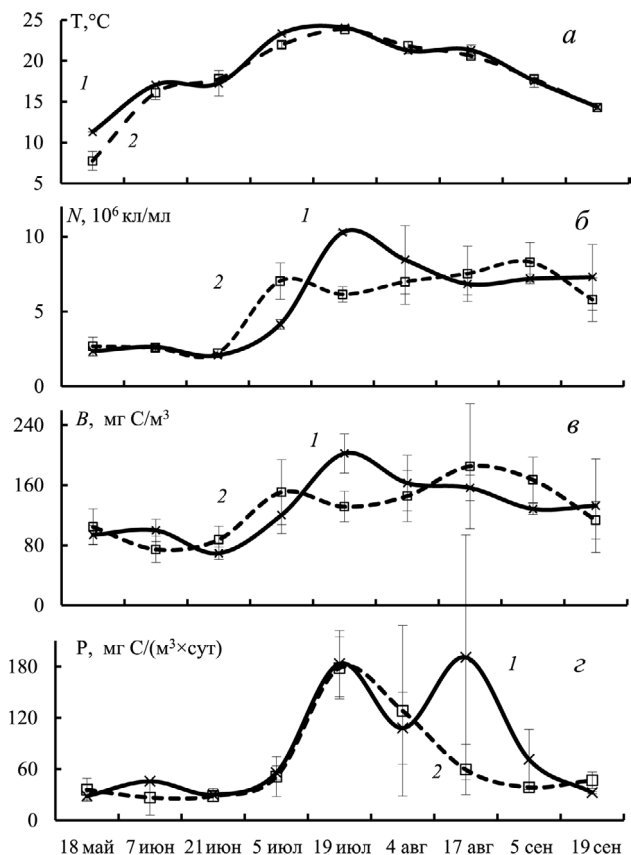 T,°C
а
25
20
15
10
5
1
2
N, 10⁶ кл/мл
б
10
5
0
1
2
B, мг С/м³
в
240
160
80
0
1
2
P, мг С/(м³×сут)
г
180
120
60
0
1
2
18 май 7 июн 21 июн 5 июл 19 июл 4 авг 17 авг 5 сен 19 сен